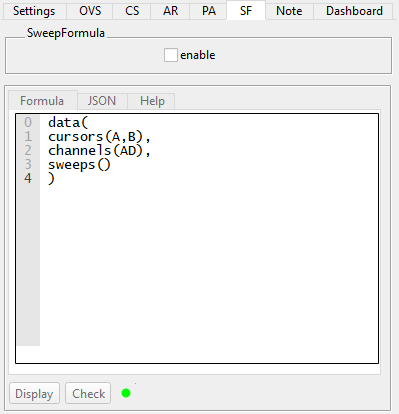 Settings OVS CS AR PA SF Note Dashboard
SweepFormula
enable
Formula JSON Help
0 data(
1 cursors(A,B),
2 channels(AD),
3 sweeps()
4 )
Display Check